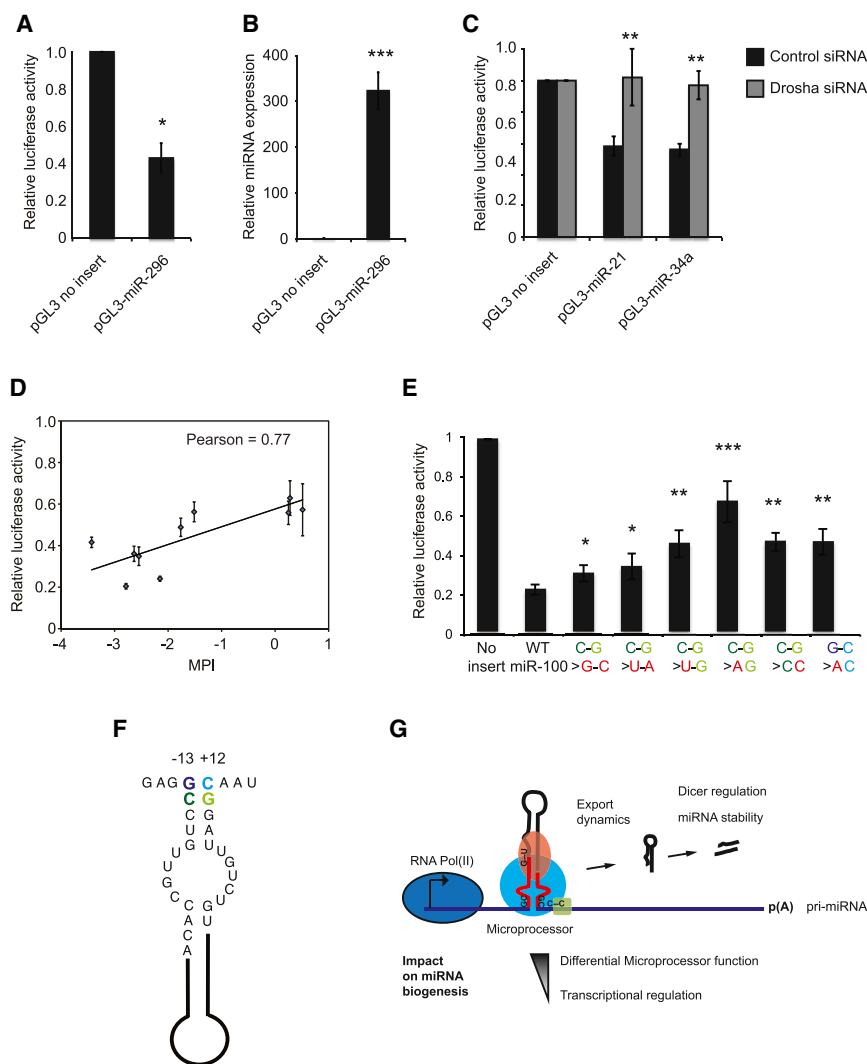 A
Relative luciferase activity
1.0
0.8
0.6
0.4
0.2
0
*
pGL3 no insert
pGL3-miR-296
B
Relative miRNA expression
400
300
200
100
0
***
pGL3 no insert
pGL3-miR-296
C
Relative luciferase activity
1.0
0.8
0.6
0.4
0.2
0
**
**
pGL3 no insert
pGL3-miR-21
pGL3-miR-34a
Control siRNA
Drosha siRNA
D
Relative luciferase activity
1.0
0.8
0.6
0.4
0.2
0
Pearson = 0.77
-4 -3 -2 -1 0 1
MPI
E
Relative luciferase activity
1
0.8
0.6
0.4
0.2
0
* * ** *** ** **
No WT C-G C-G C-G C-G C-G G-C
insert miR-100 >G-C >U-A >U-G >AG >CC >AC
F
-13 +12
G A G G C A A U
C G
C G
U A
G U
U G
U U
G C
G U
C G
C U
A
C
A
G
RNA Pol(II)
G-U
GC
GC
C-C
Microprocessor
Export
dynamics
Dicer regulation
miRNA stability
p(A) pri-miRNA
Impact
on miRNA
biogenesis
Differential Microprocessor function
Transcriptional regulation